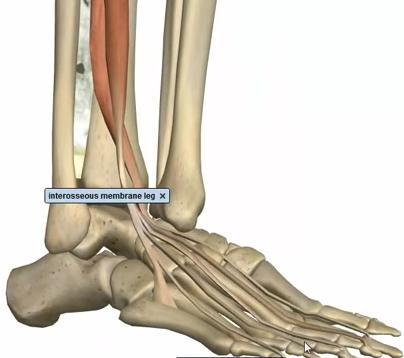 interosseous membrane leg ✕